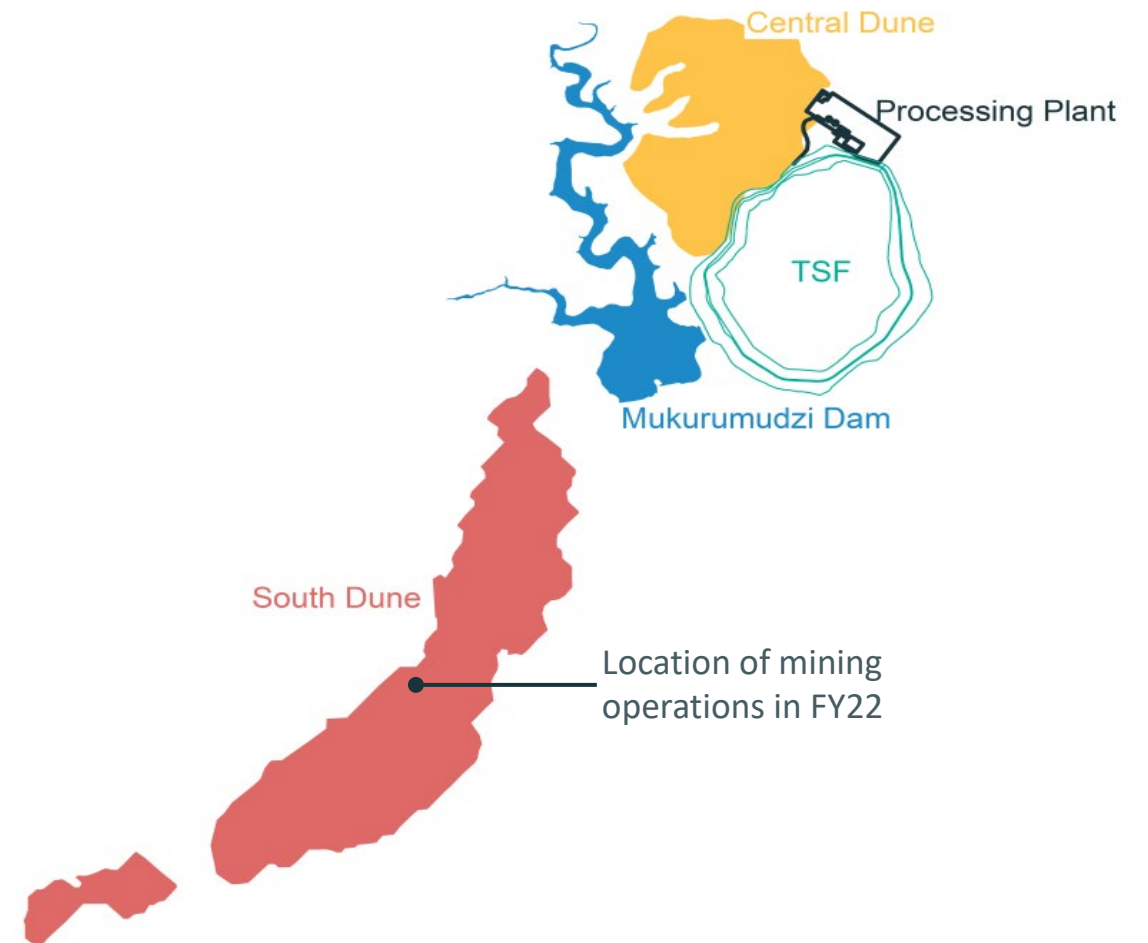 Central Dune
Processing Plant
TSF
Mukurumudzi Dam
South Dune
Location of mining
operations in FY22